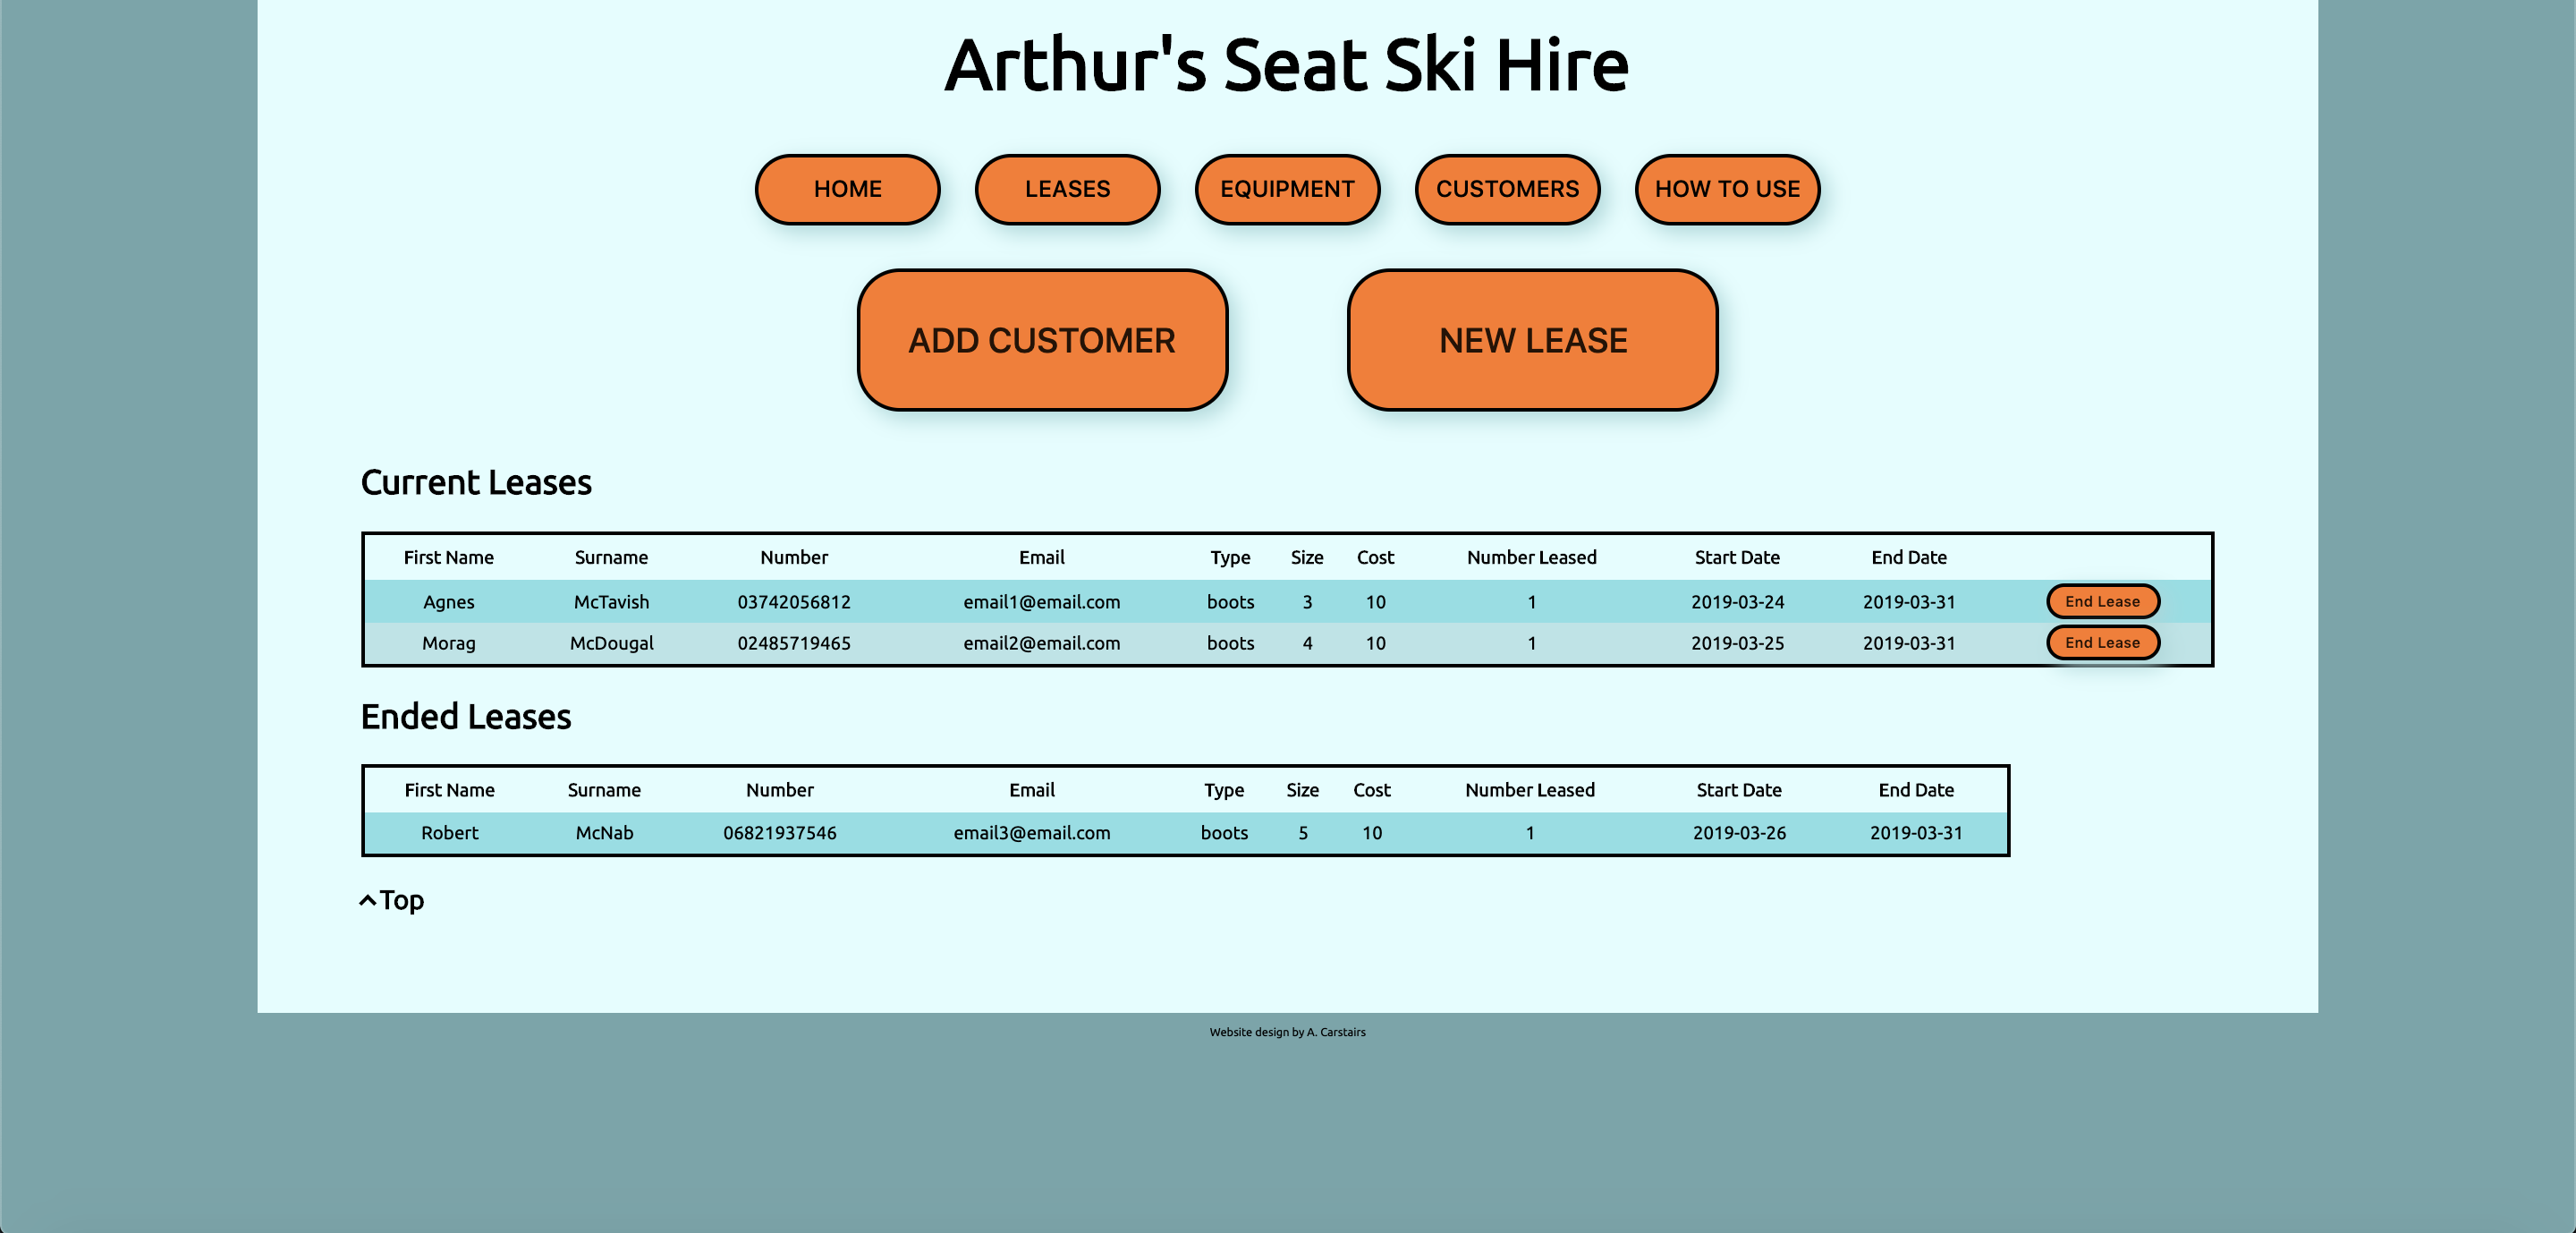 Arthur's Seat Ski Hire
HOME LEASES EQUIPMENT CUSTOMERS HOW TO USE
ADD CUSTOMER NEW LEASE
Current Leases
First Name Surname Number Email Type Size Cost Number Leased Start Date End Date
Agnes McTavish 03742056812 email1@email.com boots 3 10 1 2019-03-24 2019-03-31 End Lease
Morag McDougal 02485719465 email2@email.com boots 4 10 1 2019-03-25 2019-03-31 End Lease
Ended Leases
First Name Surname Number Email Type Size Cost Number Leased Start Date End Date
Robert McNab 06821937546 email3@email.com boots 5 10 1 2019-03-26 2019-03-31
Top
Website design by A. Carstairs